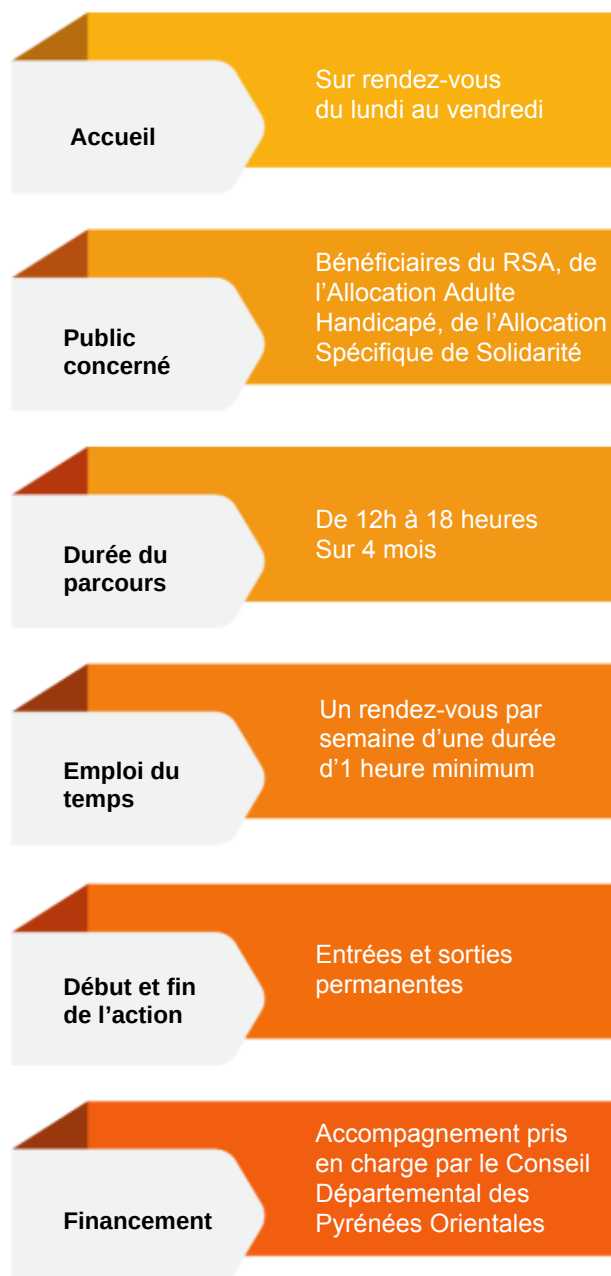 Accueil
Sur rendez-vous
du lundi au vendredi
Public
concerné
Bénéficiaires du RSA, de
l’Allocation Adulte
Handicapé, de l’Allocation
Spécifique de Solidarité
Durée du
parcours
De 12h à 18 heures
Sur 4 mois
Emploi du
temps
Un rendez-vous par
semaine d’une durée
d’1 heure minimum
Début et fin
de l’action
Entrées et sorties
permanentes
Financement
Accompagnement pris
en charge par le Conseil
Départemental des
Pyrénées Orientales